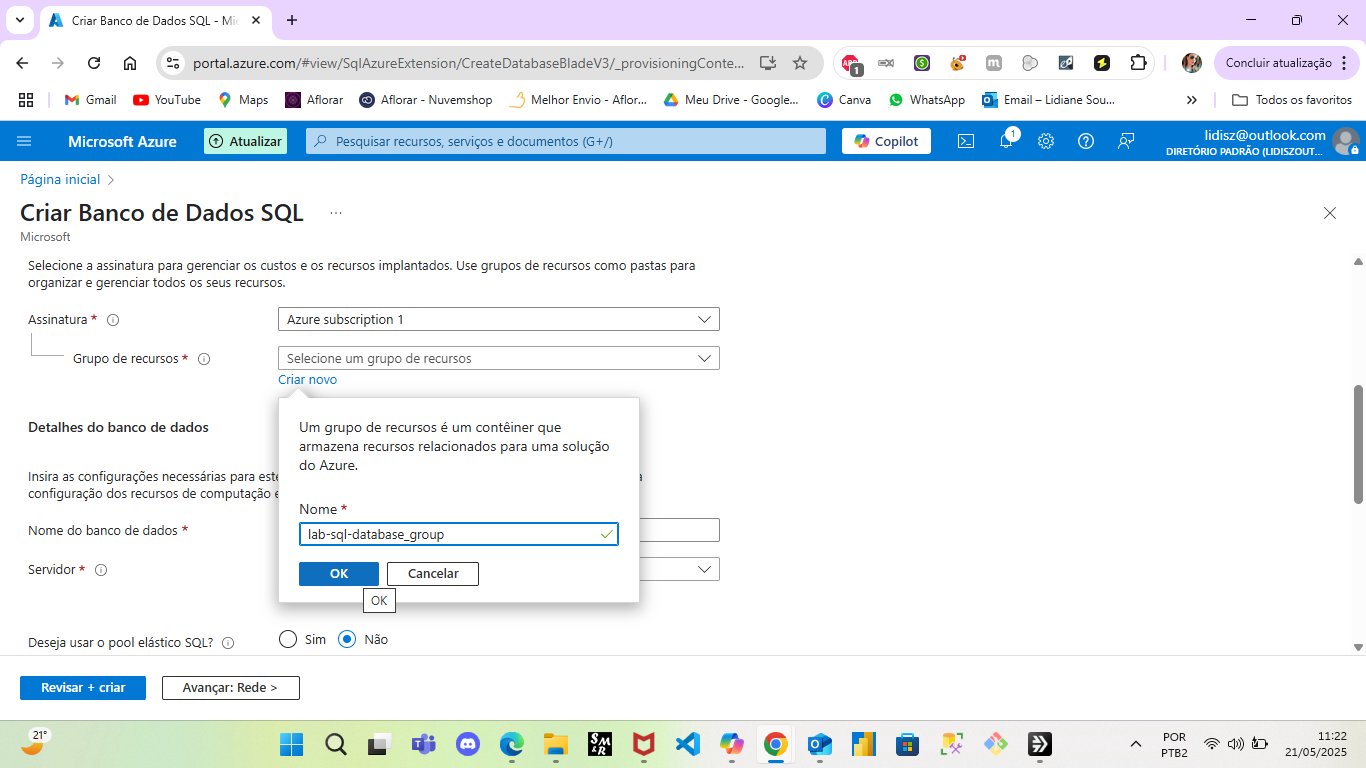 Criar Banco de Dados SQL - Mic
portal.azure.com/#view/SqlAzureExtension/CreateDatabaseBladeV3/_provisioningConte...
1
Concluir atualização
Gmail
YouTube
Maps
Aflorar
Aflorar - Nuvemshop
Melhor Envio - Aflor...
Meu Drive - Google...
Canva
WhatsApp
Email – Lidiane Sou...
Todos os favoritos
Microsoft Azure
Atualizar
Pesquisar recursos, serviços e documentos (G+/)
Copilot
1
lidisz@outlook.com
DIRETÓRIO PADRÃO (LIDISZOUT...
Página inicial
Criar Banco de Dados SQL
...
Microsoft
Selecione a assinatura para gerenciar os custos e os recursos implantados. Use grupos de recursos como pastas para
organizar e gerenciar todos os seus recursos.
Assinatura *
Azure subscription 1
Grupo de recursos *
Selecione um grupo de recursos
Criar novo
Um grupo de recursos é um contêiner que
armazena recursos relacionados para uma solução
do Azure.
Nome *
lab-sql-database_group
OK
Cancelar
OK
Detalhes do banco de dados
Insira as configurações necessárias para este
configuração dos recursos de computação e
Nome do banco de dados *
Servidor *
Deseja usar o pool elástico SQL?
Sim
Não
Revisar + criar
Avançar: Rede >
21°
SM
&R
POR
PTB2
11:22
21/05/2025